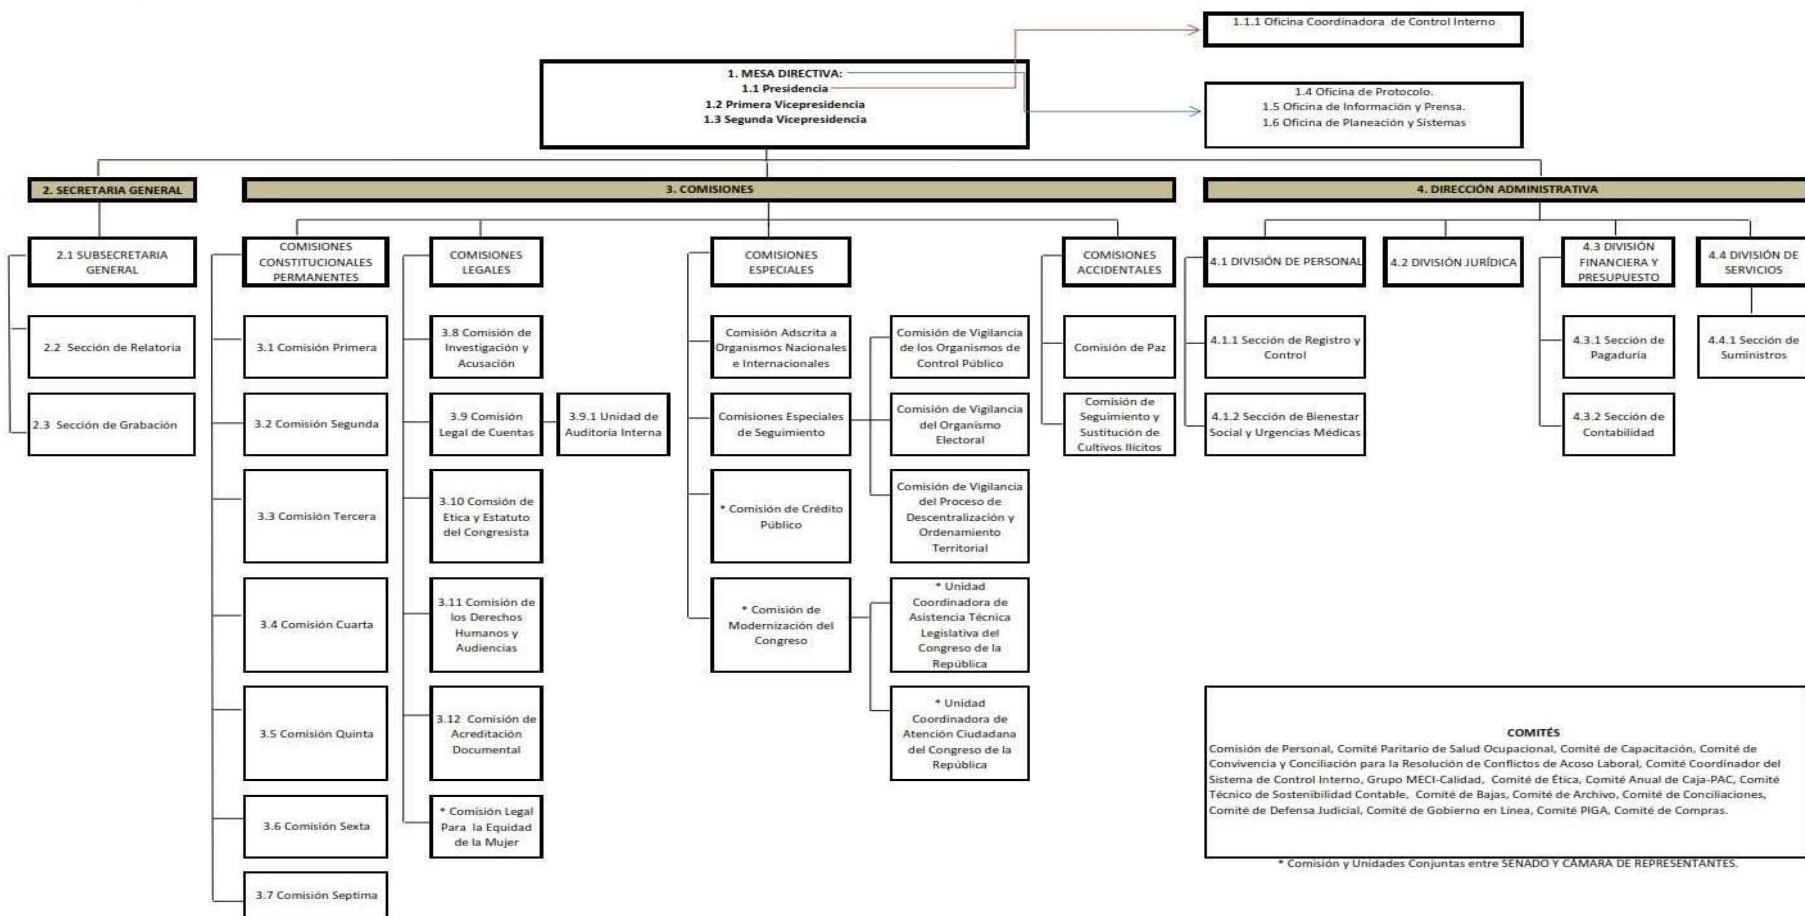 1.1.1 Oficina Coordinadora de Control Interno
1. MESA DIRECTIVA:
1.1 Presidencia
1.2 Primera Vicepresidencia
1.3 Segunda Vicepresidencia
1.4 Oficina de Protocolo.
1.5 Oficina de Información y Prensa.
1.6 Oficina de Planeación y Sistemas
2. SECRETARIA GENERAL
3. COMISIONES
4. DIRECCIÓN ADMINISTRATIVA
2.1 SUBSECRETARIA
GENERAL
2.2 Sección de Relatoria
2.3 Sección de Grabación
COMISIONES
CONSTITUCIONALES
PERMANENTES
3.1 Comisión Primera
3.2 Comisión Segunda
3.3 Comisión Tercera
3.4 Comisión Cuarta
3.5 Comisión Quinta
3.6 Comisión Sexta
3.7 Comisión Septima
COMISIONES
LEGALES
3.8 Comisión de
Investigación y
Acusación
3.9 Comisión
Legal de Cuentas
3.9.1 Unidad de
Auditoría Interna
3.10 Comsión de
Etica y Estatuto
del Congresista
3.11 Comisión de
los Derechos
Humanos y
Audiencias
3.12 Comisión de
Acreditación
Documental
* Comisión Legal
Para la Equidad
de la Mujer
COMISIONES
ESPECIALES
Comisión Adscrita a
Organismos Nacionales
e Internacionales
Comisiones Especiales
de Seguimiento
* Comisión de Crédito
Público
* Comisión de
Modernización del
Congreso
Comisión de Vigilancia
de los Organismos de
Control Público
Comisión de Vigilancia
del Organismo
Electoral
Comisión de Vigilancia
del Proceso de
Descentralización y
Ordenamiento
Territorial
* Unidad
Coordinadora de
Asistencia Técnica
Legislativa del
Congreso de la
República
* Unidad
Coordinadora de
Atención Ciudadana
del Congreso de la
República
COMISIONES
ACCIDENTALES
Comisión de Paz
Comisión de
Seguimiento y
Sustitución de
Cultivos Ilícitos
4.1 DIVISIÓN DE PERSONAL
4.1.1 Sección de Registro y
Control
4.1.2 Sección de Bienestar
Social y Urgencias Médicas
4.2 DIVISIÓN JURÍDICA
4.3 DIVISIÓN
FINANCIERA Y
PRESUPUESTO
4.3.1 Sección de
Pagaduría
4.3.2 Sección de
Contabilidad
4.4 DIVISIÓN DE
SERVICIOS
4.4.1 Sección de
Suministros
COMITÉS
Comisión de Personal, Comité Paritario de Salud Ocupacional, Comité de Capacitación, Comité de
Convivencia y Conciliación para la Resolución de Conflictos de Acoso Laboral, Comité Coordinador del
Sistema de Control Interno, Grupo MECI-Calidad, Comité de Ética, Comité Anual de Caja-PAC, Comité
Técnico de Sostenibilidad Contable, Comité de Bajas, Comité de Archivo, Comité de Conciliaciones,
Comité de Defensa Judicial, Comité de Gobierno en Línea, Comité PIGA, Comité de Compras.
* Comisión y Unidades Conjuntas entre SENADO Y CÁMARA DE REPRESENTANTES.